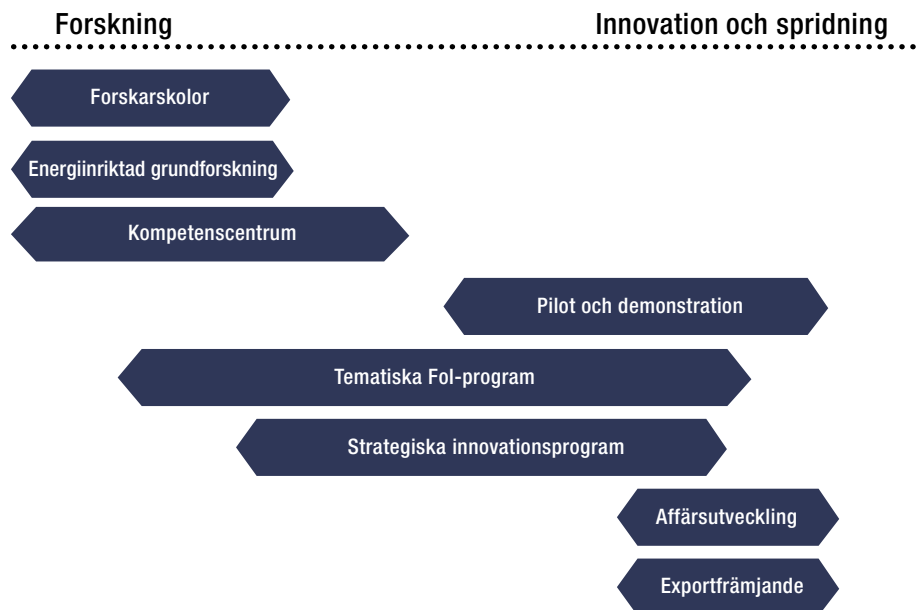 Forskning
Innovation och spridning
Forskarskolor
Energiinriktad grundforskning
Kompetenscentrum
Pilot och demonstration
Tematiska FoI-program
Strategiska innovationsprogram
Affärsutveckling
Exportfrämjande